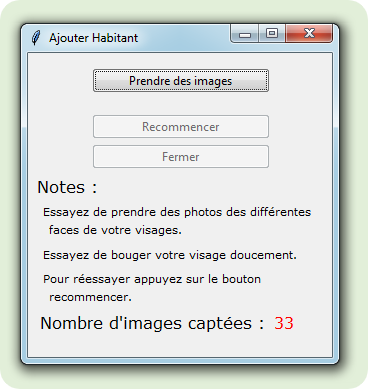 Ajouter Habitant
Prendre des images
Recommencer
Fermer
Notes :
Essayez de prendre des photos des différentes
faces de votre visages.
Essayez de bouger votre visage doucement.
Pour réessayer appuyez sur le bouton
recommencer.
Nombre d'images captées : 33